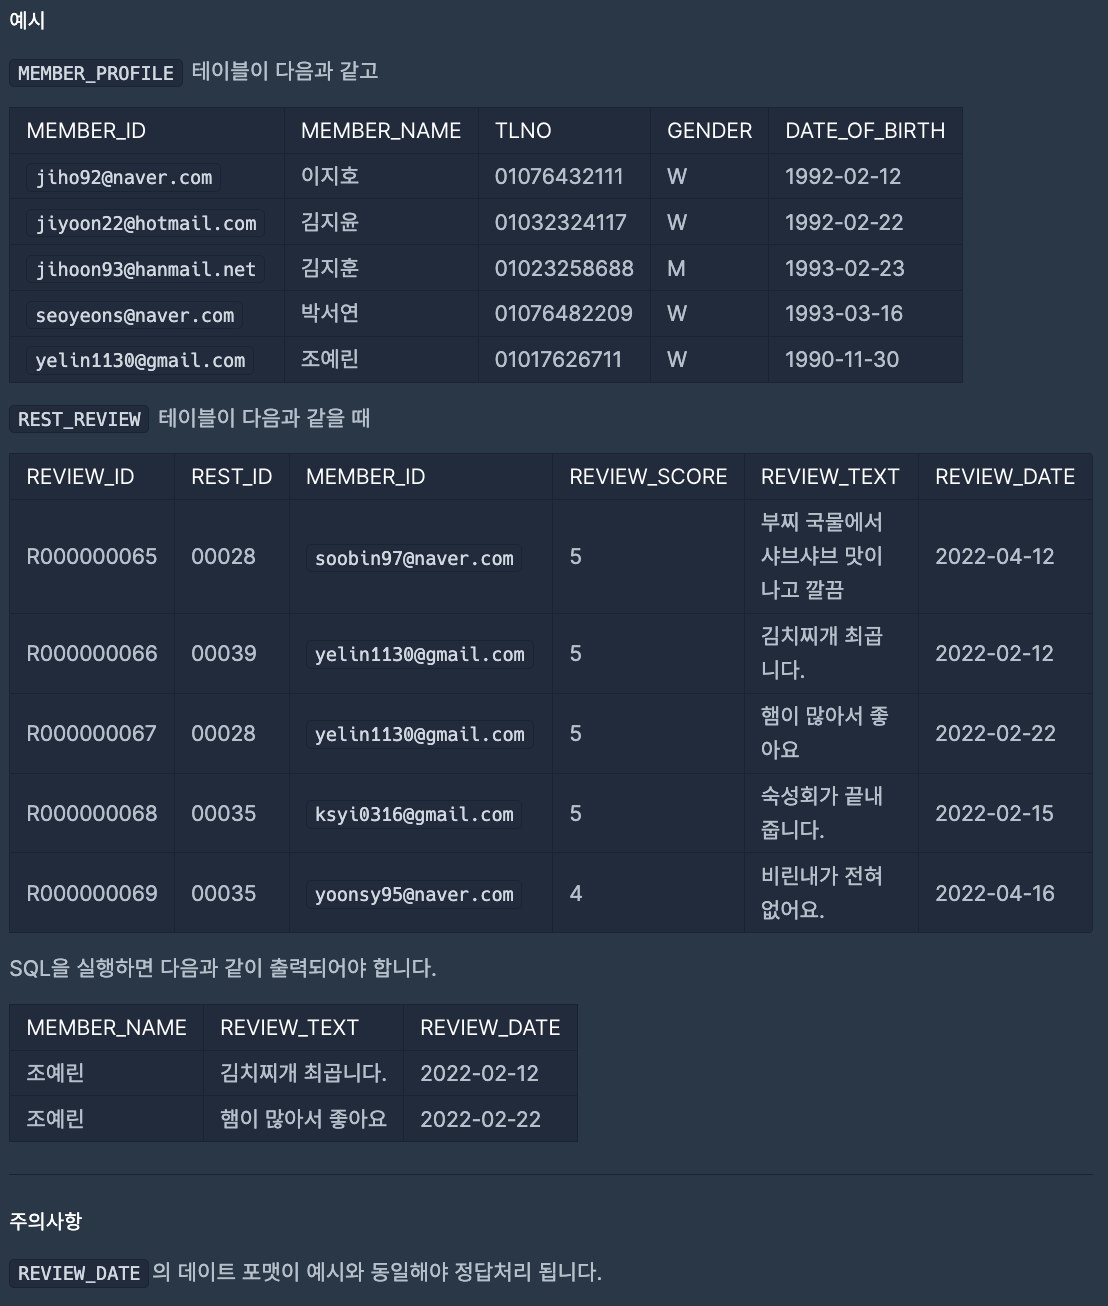 예시
MEMBER_PROFILE 테이블이 다음과 같고
MEMBER_ID MEMBER_NAME TLNO GENDER DATE_OF_BIRTH
jiho92@naver.com 이지호 01076432111 W 1992-02-12
jiyoon22@hotmail.com 김지윤 01032324117 W 1992-02-22
jihoon93@hanmail.net 김지훈 01023258688 M 1993-02-23
seoyeons@naver.com 박서연 01076482209 W 1993-03-16
yelin1130@gmail.com 조예린 01017626711 W 1990-11-30
REST_REVIEW 테이블이 다음과 같을 때
REVIEW_ID REST_ID MEMBER_ID REVIEW_SCORE REVIEW_TEXT REVIEW_DATE
R000000065 00028 soobin97@naver.com 5 부찌 국물에서
샤브샤브 맛이
나고 깔끔 2022-04-12
R000000066 00039 yelin1130@gmail.com 5 김치찌개 최곱
니다. 2022-02-12
R000000067 00028 yelin1130@gmail.com 5 햄이 많아서 좋
아요 2022-02-22
R000000068 00035 ksyi0316@gmail.com 5 숙성회가 끝내
줍니다. 2022-02-15
R000000069 00035 yoonsy95@naver.com 4 비린내가 전혀
없어요. 2022-04-16
SQL을 실행하면 다음과 같이 출력되어야 합니다.
MEMBER_NAME REVIEW_TEXT REVIEW_DATE
조예린 김치찌개 최곱니다. 2022-02-12
조예린 햄이 많아서 좋아요 2022-02-22
주의사항
REVIEW_DATE의 데이트 포맷이 예시와 동일해야 정답처리 됩니다.